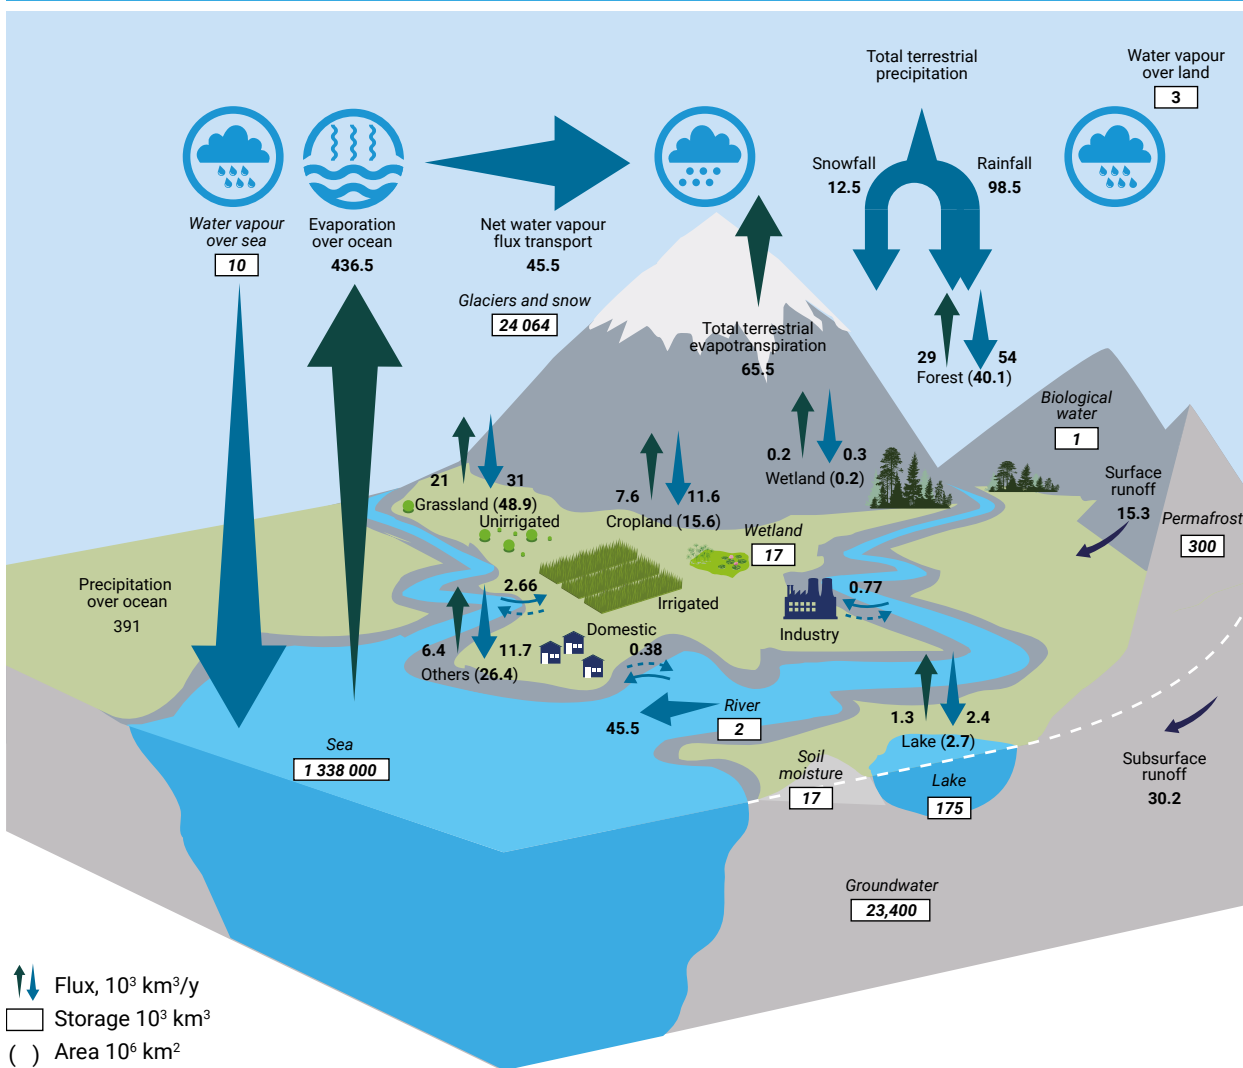 Total terrestrial
precipitation
Water vapour
over land
3
Snowfall
12.5
Rainfall
98.5
Water vapour
over sea
10
Evaporation
over ocean
436.5
Net water vapour
flux transport
45.5
Glaciers and snow
24 064
Total terrestrial
evapotranspiration
65.5
29
54
Forest (40.1)
Biological
water
1
0.2
0.3
Wetland (0.2)
21
31
Grassland (48.9)
Unirrigated
7.6
11.6
Cropland (15.6)
Surface
runoff
15.3
Permafrost
300
Wetland
17
Precipitation
over ocean
391
2.66
Irrigated
0.77
Industry
Domestic
0.38
6.4
11.7
Others (26.4)
45.5
River
2
1.3
2.4
Lake (2.7)
Sea
1 338 000
Soil
moisture
17
Lake
175
Subsurface
runoff
30.2
Groundwater
23,400
Flux, 10³ km³/y
Storage 10³ km³
( ) Area 10⁶ km²